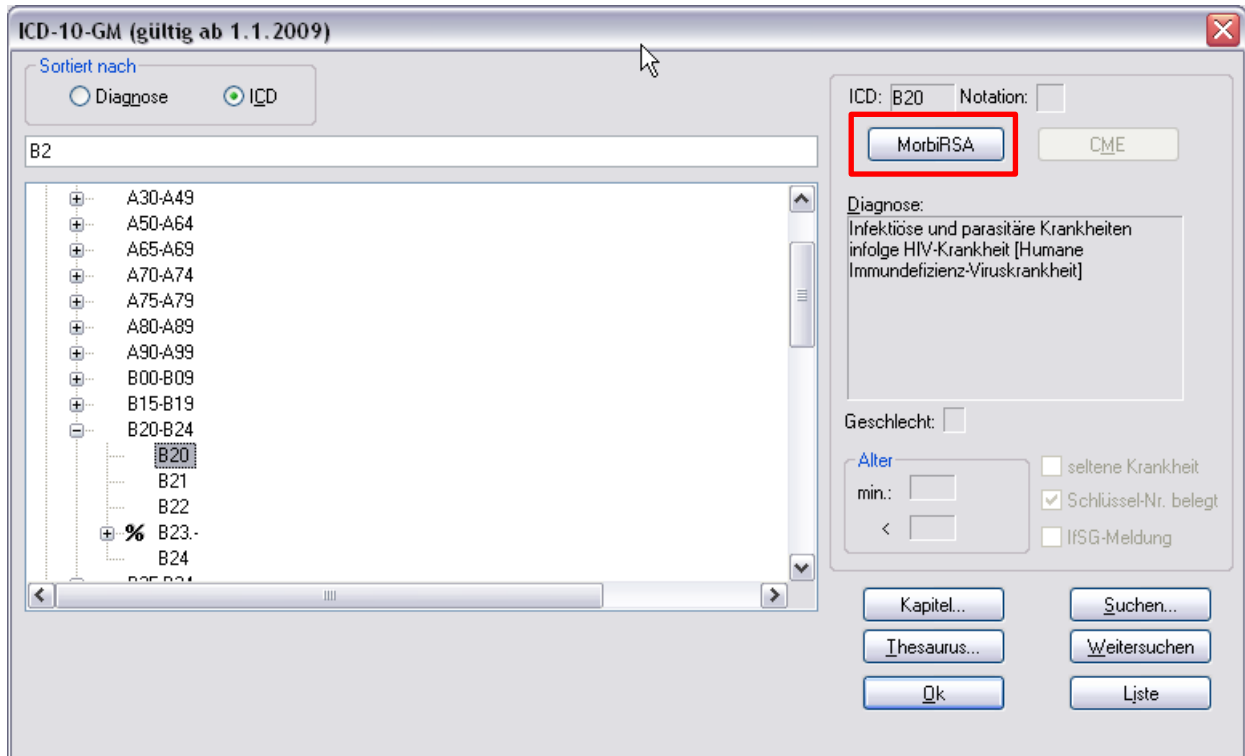 ICD-10-GM (gültig ab 1.1.2009)
Sortiert nach
Diagnose
ICD
B2
A30-A49
A50-A64
A65-A69
A70-A74
A75-A79
A80-A89
A90-A99
B00-B09
B15-B19
B20-B24
B20
B21
B22
% B23.-
B24
ICD: B20 Notation:
MorbiRSA
CME
Diagnose:
Infektiöse und parasitäre Krankheiten
infolge HIV-Krankheit [Humane
Immundefizienz-Viruskrankheit]
Geschlecht:
Alter
min.:
<
seltene Krankheit
Schlüssel-Nr. belegt
IfSG-Meldung
Kapitel...
Suchen...
Thesaurus...
Weitersuchen
Ok
Liste